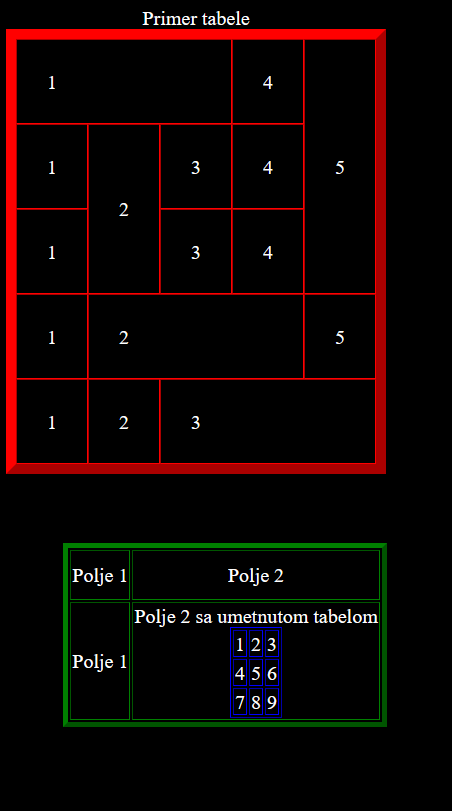 Primer tabele
1 4
1 3 4 5
2
1 3 4
1 2 5
1 2 3
Polje 1 Polje 2
Polje 2 sa umetnutom tabelom
1 2 3
Polje 1
4 5 6
7 8 9